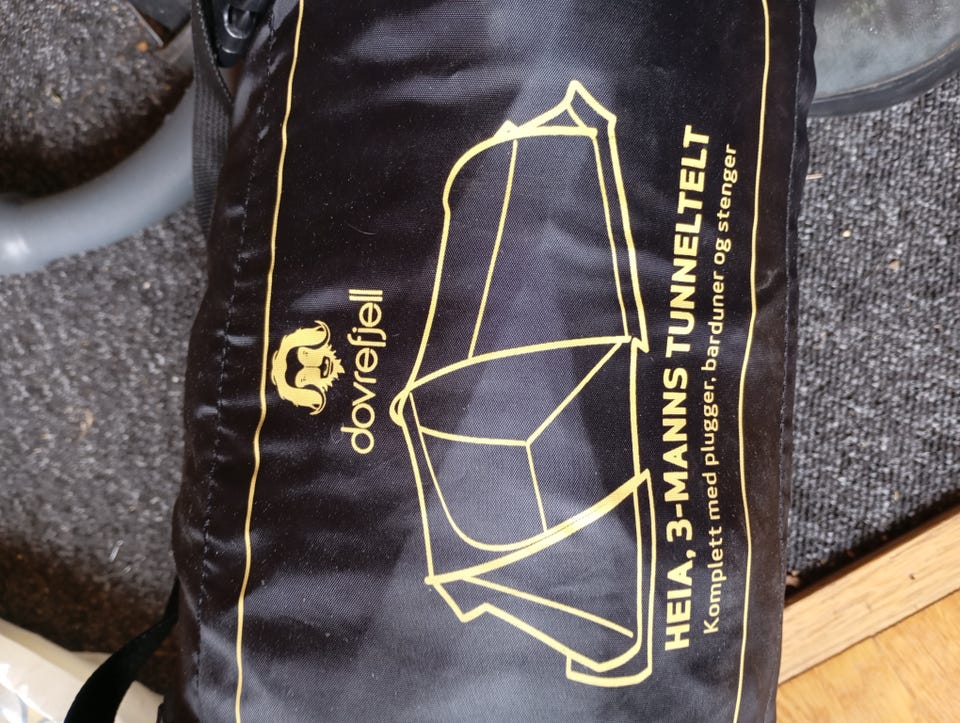 dovrefjell
HEIA, 3-MANNS TUNNELTELT
Komplett med plugger, barduner og stenger